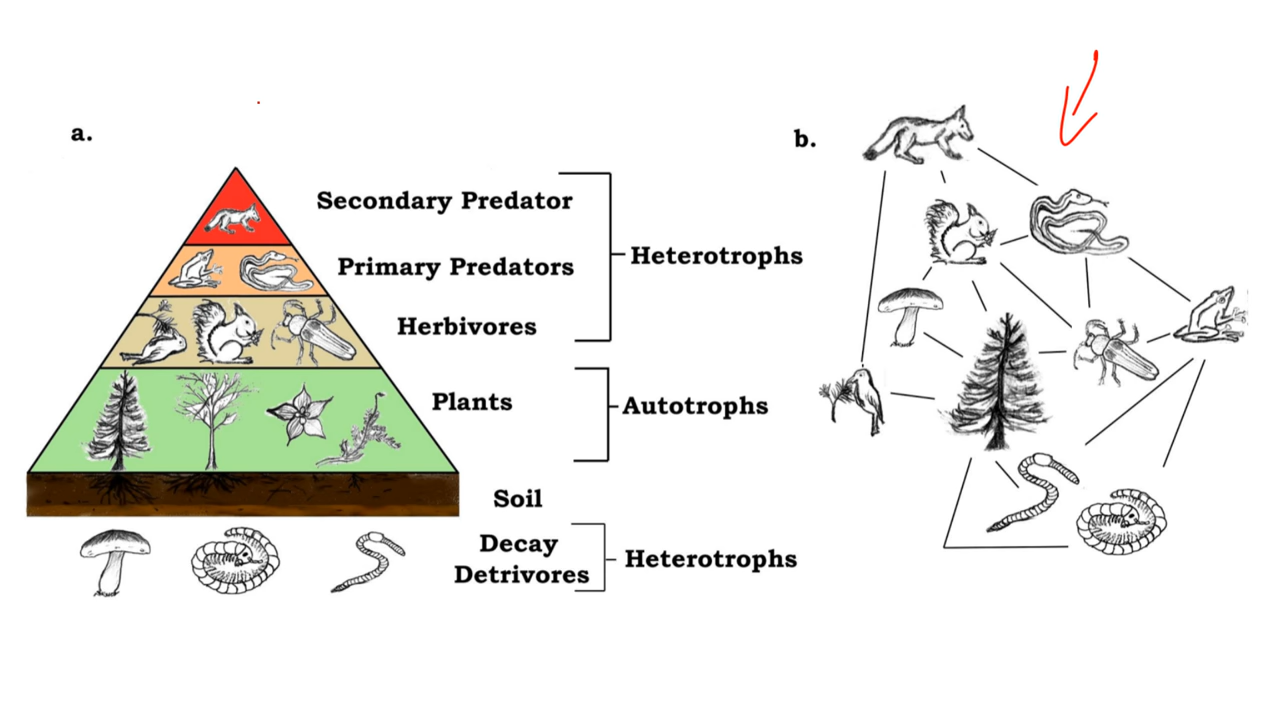 a.
Secondary Predator
Primary Predators
Herbivores
Heterotrophs
Plants
Autotrophs
Soil
Decay
Detrivores
Heterotrophs
b.